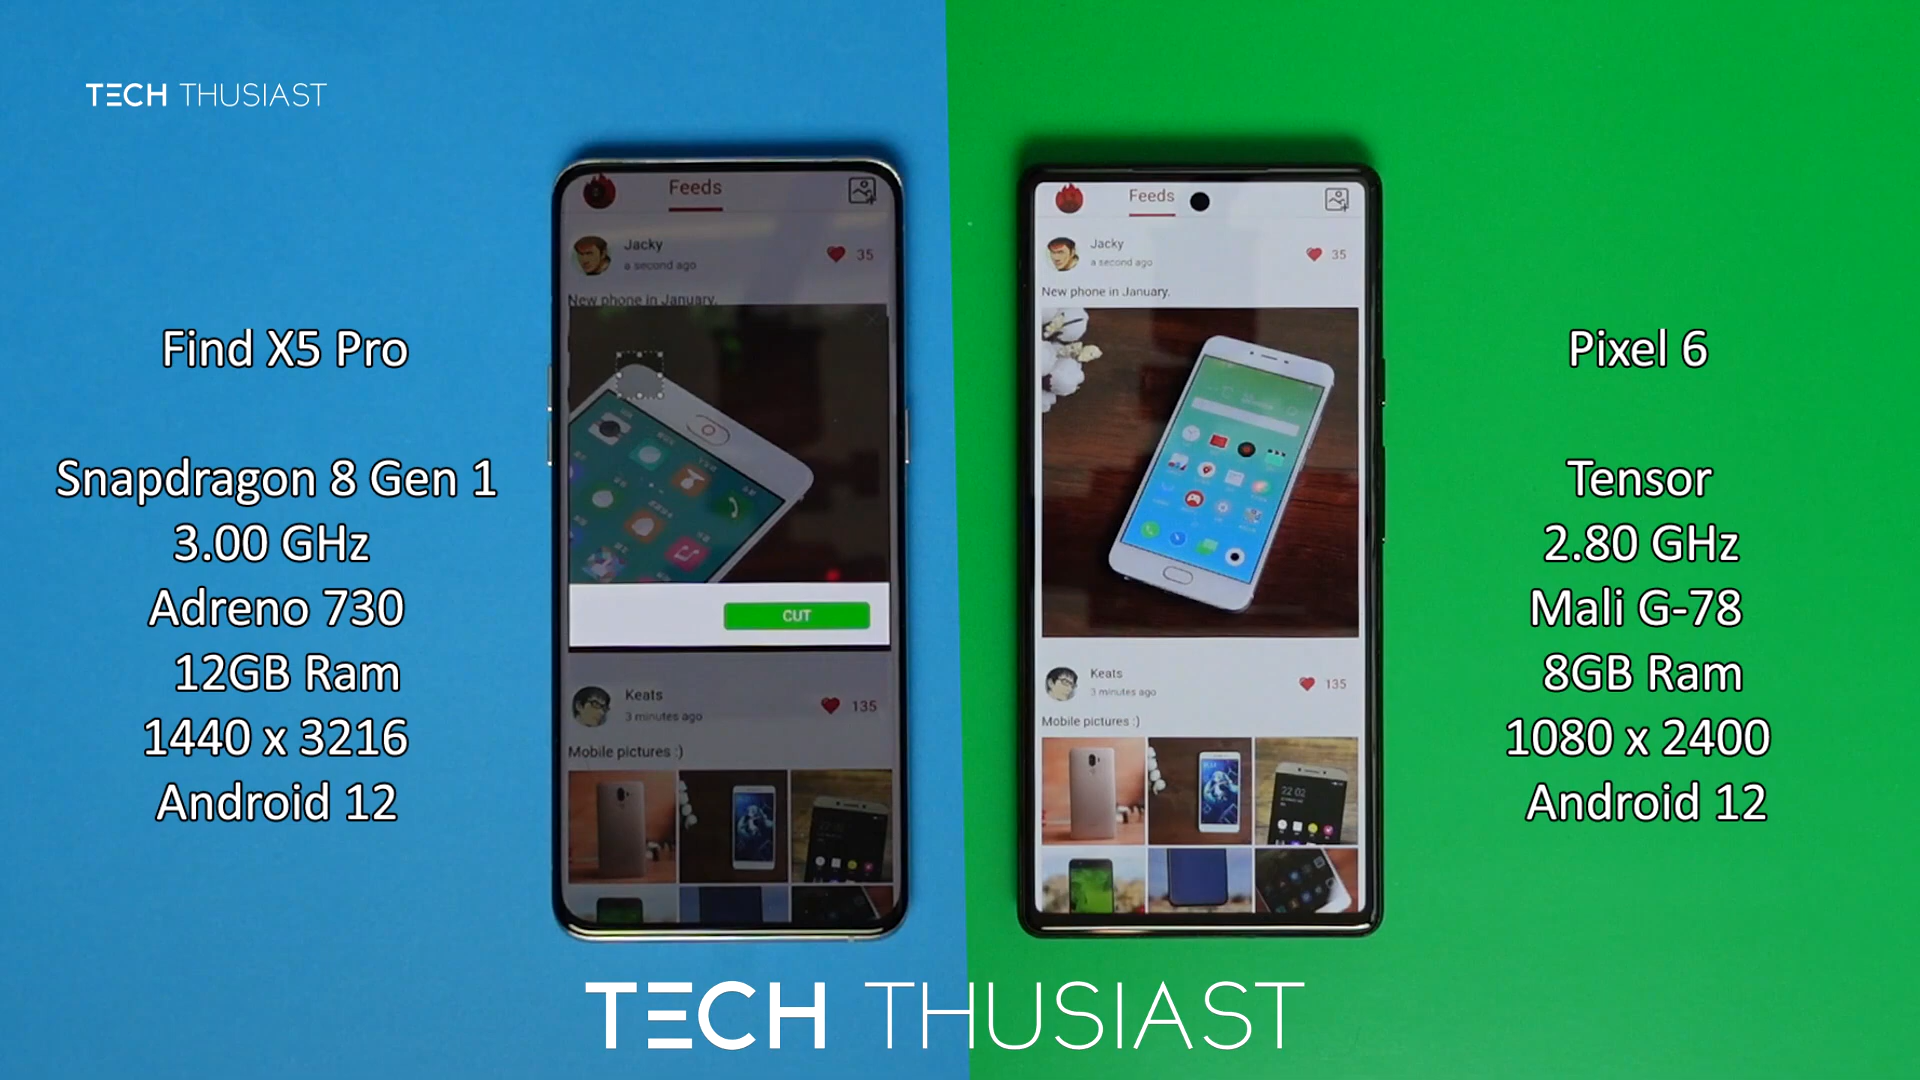 TECH THUSIAST
Find X5 Pro
Snapdragon 8 Gen 1
3.00 GHz
Adreno 730
12GB Ram
1440 x 3216
Android 12
Feeds
Jacky
a second ago
35
New phone in January.
CUT
Keats
3 minutes ago
135
Mobile pictures :)
Feeds
Jacky
a second ago
35
New phone in January.
Keats
3 minutes ago
135
Mobile pictures :)
22 02
Pixel 6
Tensor
2.80 GHz
Mali G-78
8GB Ram
1080 x 2400
Android 12
TECH THUSIAST